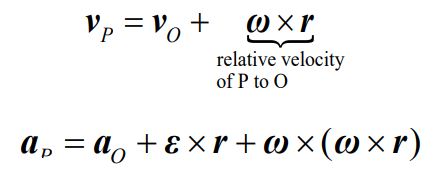 v_P = v_O + ω × r
relative velocity
of P to O
a_P = a_O + ε × r + ω × (ω × r)